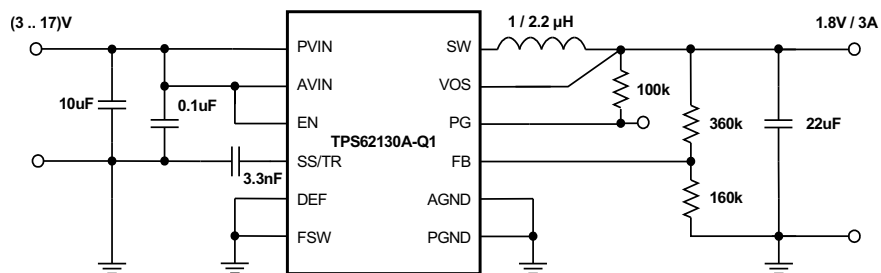 (3 .. 17)V
1 / 2.2 µH
1.8V / 3A
PVIN
SW
AVIN
VOS
100k
10uF
0.1uF
EN
PG
360k
22uF
TPS62130A-Q1
SS/TR
FB
3.3nF
DEF
AGND
160k
FSW
PGND